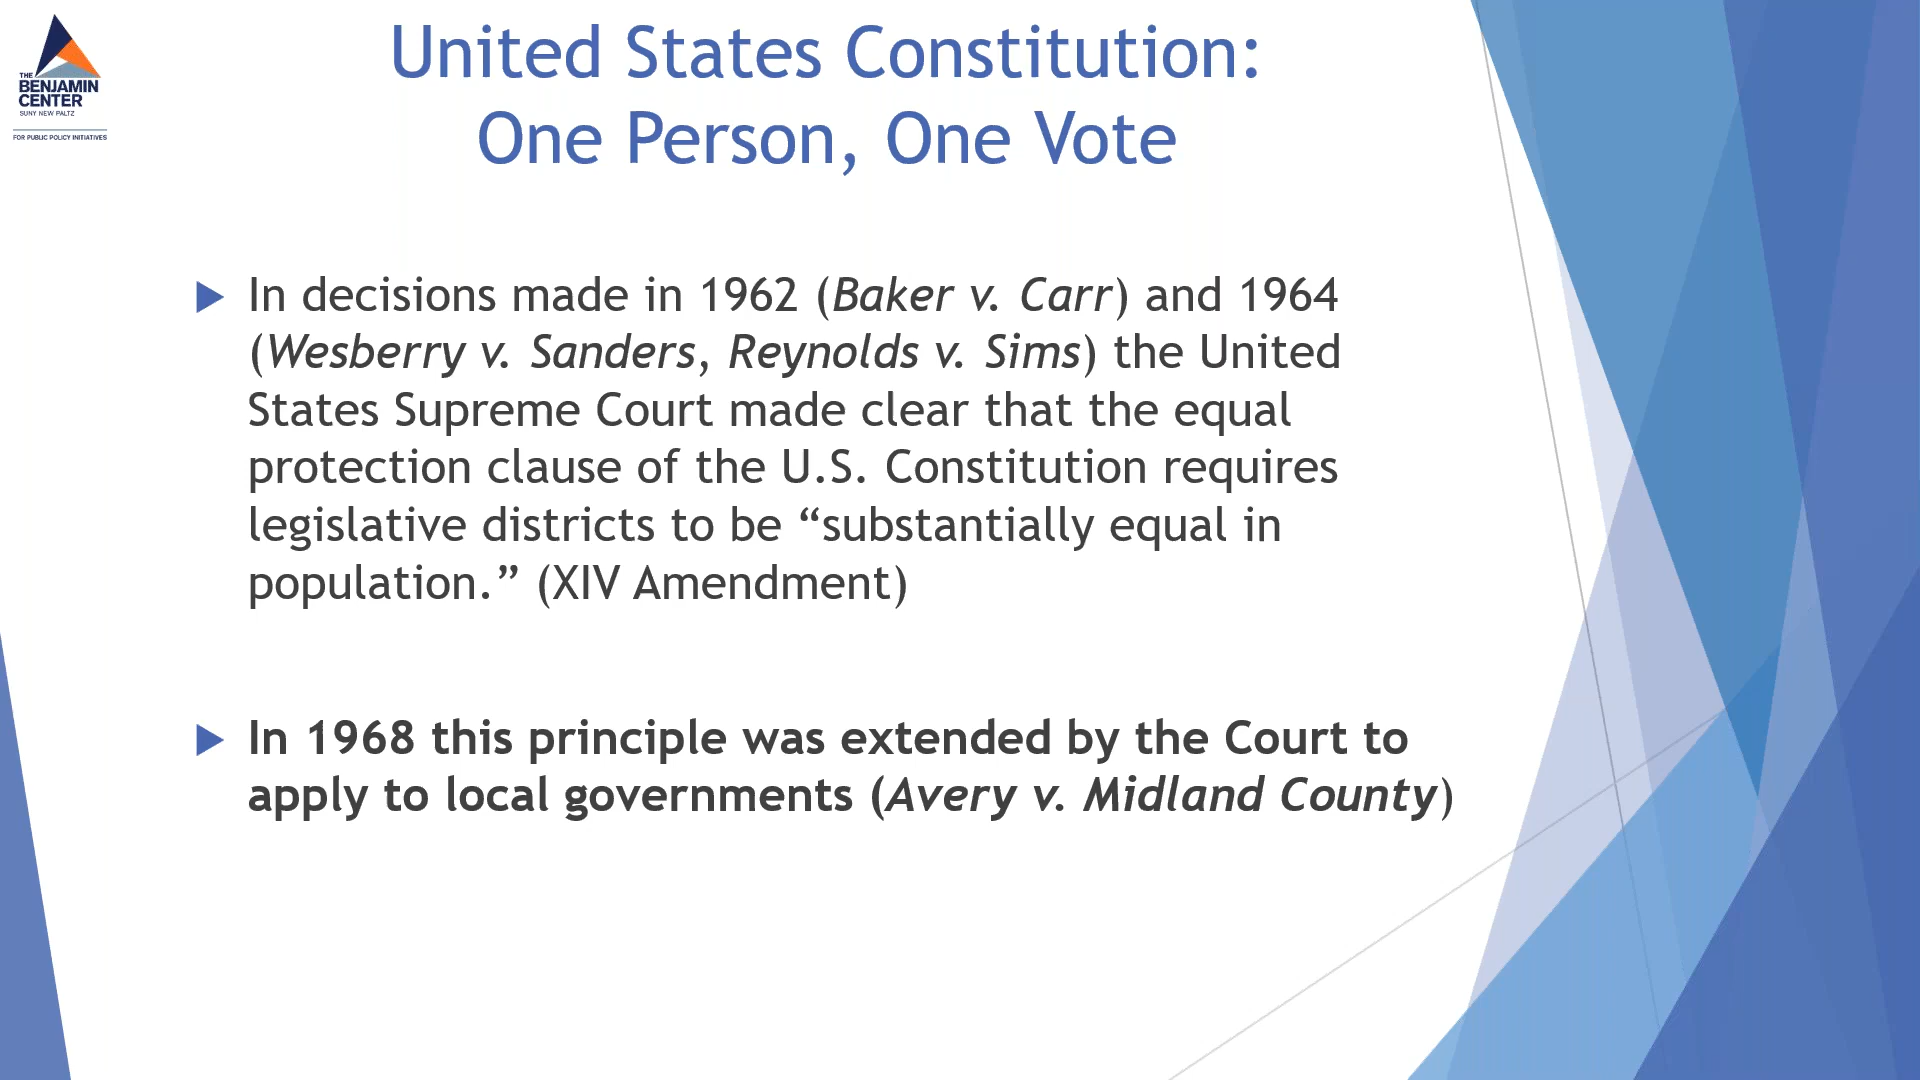 THE
BENJAMIN
CENTER
SUNY NEW PALTZ
FOR PUBLIC POLICY INITIATIVES
United States Constitution:
One Person, One Vote
In decisions made in 1962 (Baker v. Carr) and 1964
(Wesberry v. Sanders, Reynolds v. Sims) the United
States Supreme Court made clear that the equal
protection clause of the U.S. Constitution requires
legislative districts to be “substantially equal in
population.” (XIV Amendment)
In 1968 this principle was extended by the Court to
apply to local governments (Avery v. Midland County)